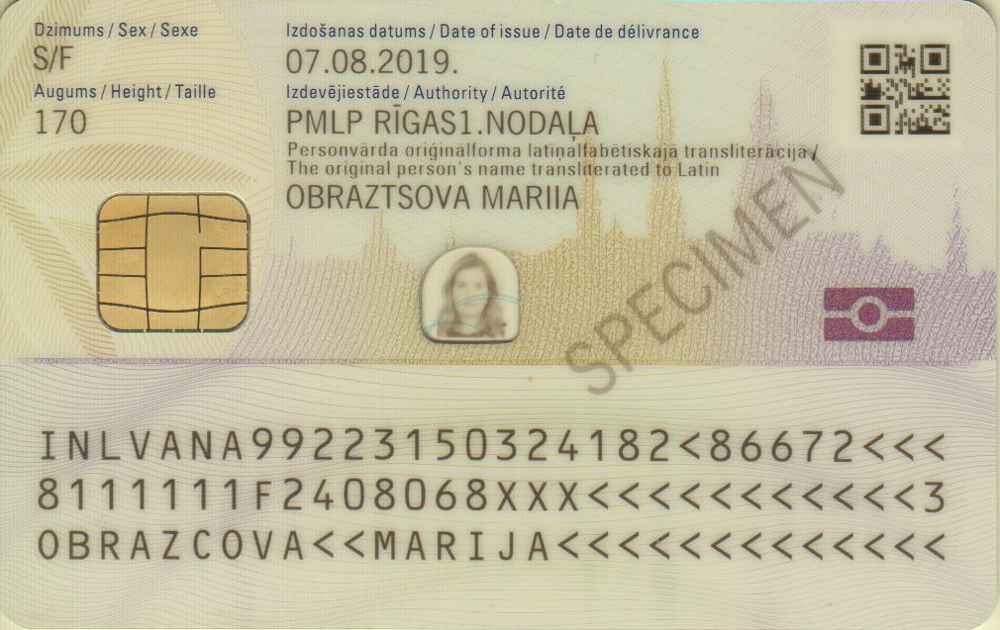 Dzimums / Sex / Sexe
S/F
Augums / Height / Taille
170
Izdošanas datums / Date of issue / Date de délivrance
07.08.2019.
Izdevējiestāde / Authority / Autorité
PMLP RĪGAS1.NODAĻA
Personvārda oriģinālforma latīņalfabētiskajā transliterācijā /
The original person's name transliterated to Latin
OBRAZTSOVA MARIIA
SPECIMEN
INLVANA99223150324182<86672<<<
8111111F2408068XXX<<<<<<<<<<<3
OBRAZCOVA<<MARIJA<<<<<<<<<<<<<